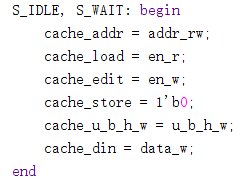 S_IDLE, S_WAIT: begin
cache_addr = addr_rw;
cache_load = en_r;
cache_edit = en_w;
cache_store = 1'b0;
cache_u_b_h_w = u_b_h_w;
cache_din = data_w;
end